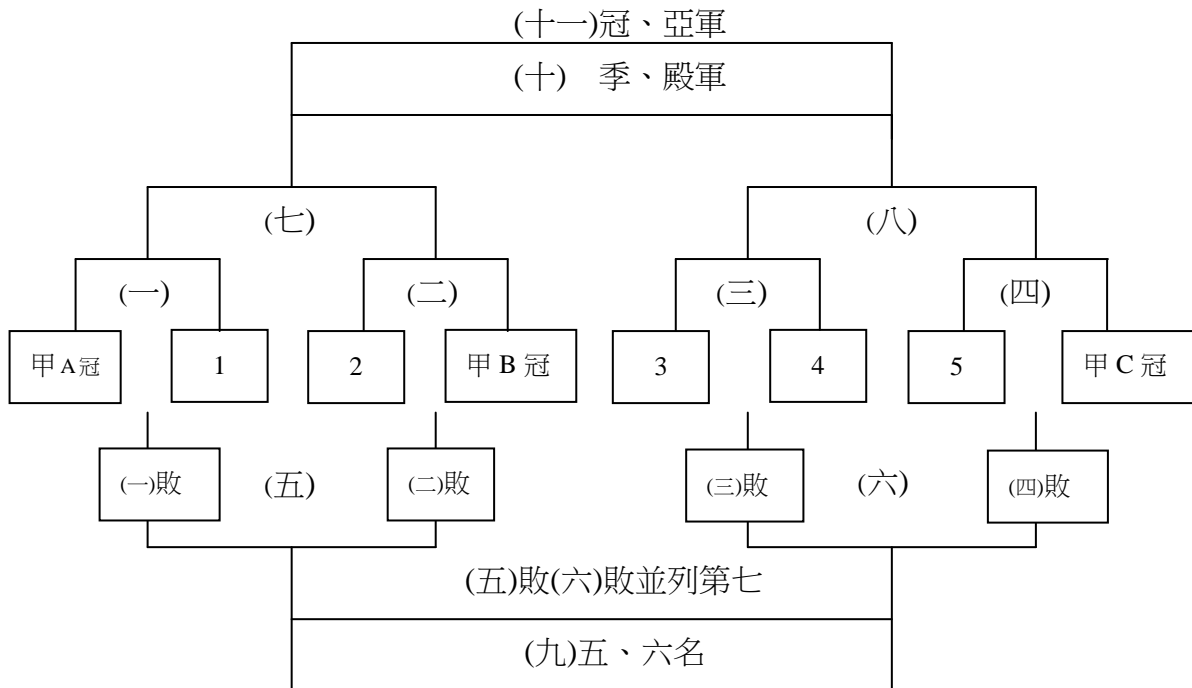 (十一)冠、亞軍
(十) 季、殿軍
(七) (八)
(一) (二) (三) (四)
甲A冠 1 2 甲B冠 3 4 5 甲C冠
(一)敗 (五) (二)敗 (三)敗 (六) (四)敗
(五)敗(六)敗並列第七
(九)五、六名